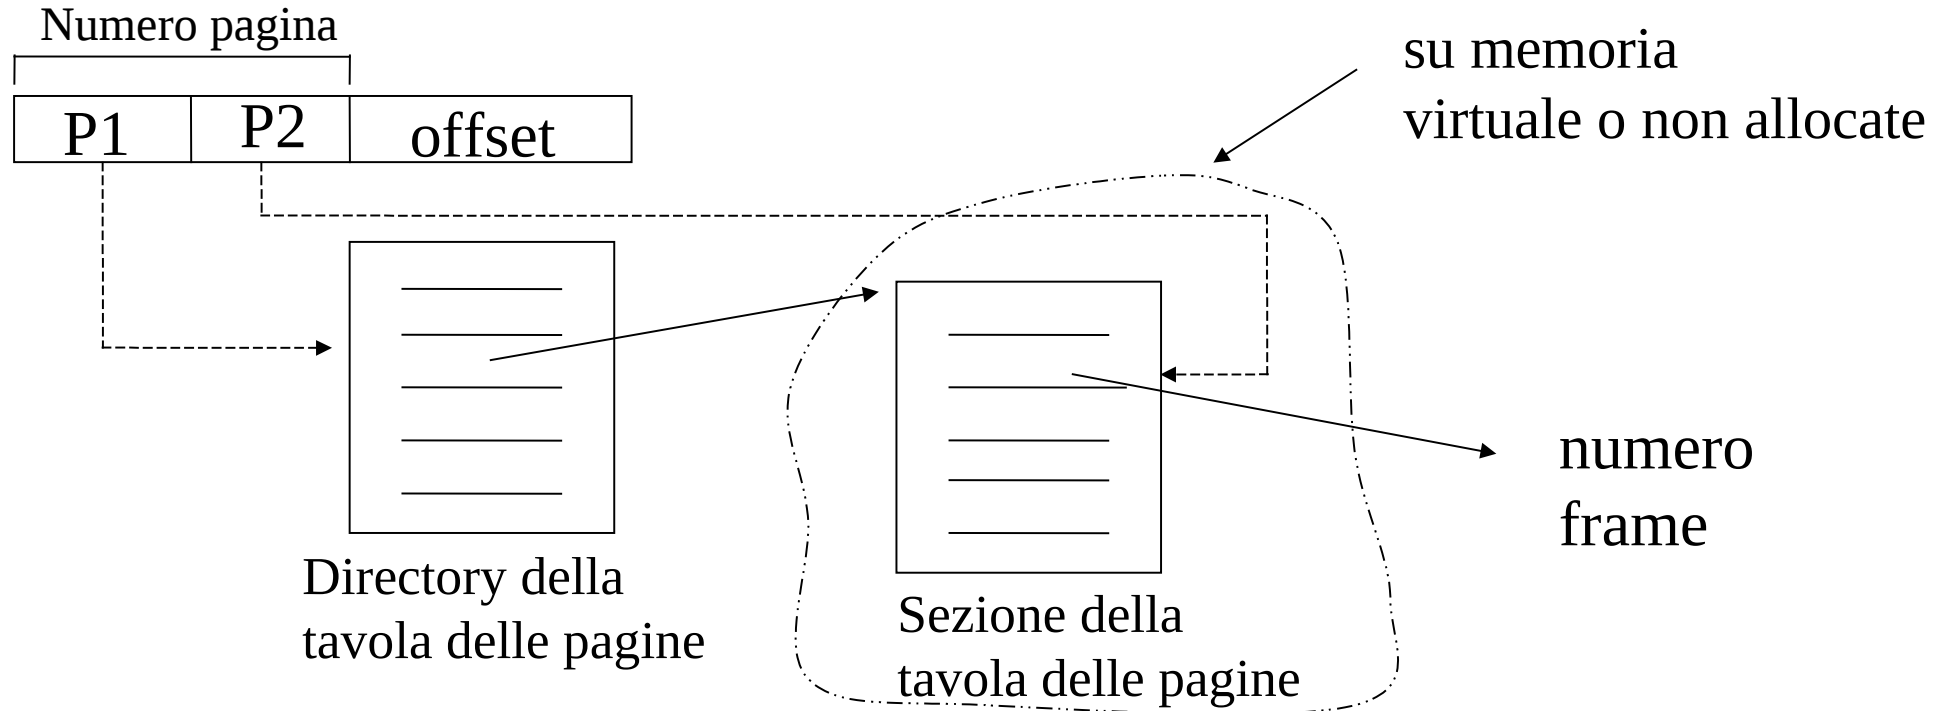 Numero pagina
P1
P2
offset
su memoria
virtuale o non allocate
numero
frame
Directory della
tavola delle pagine
Sezione della
tavola delle pagine